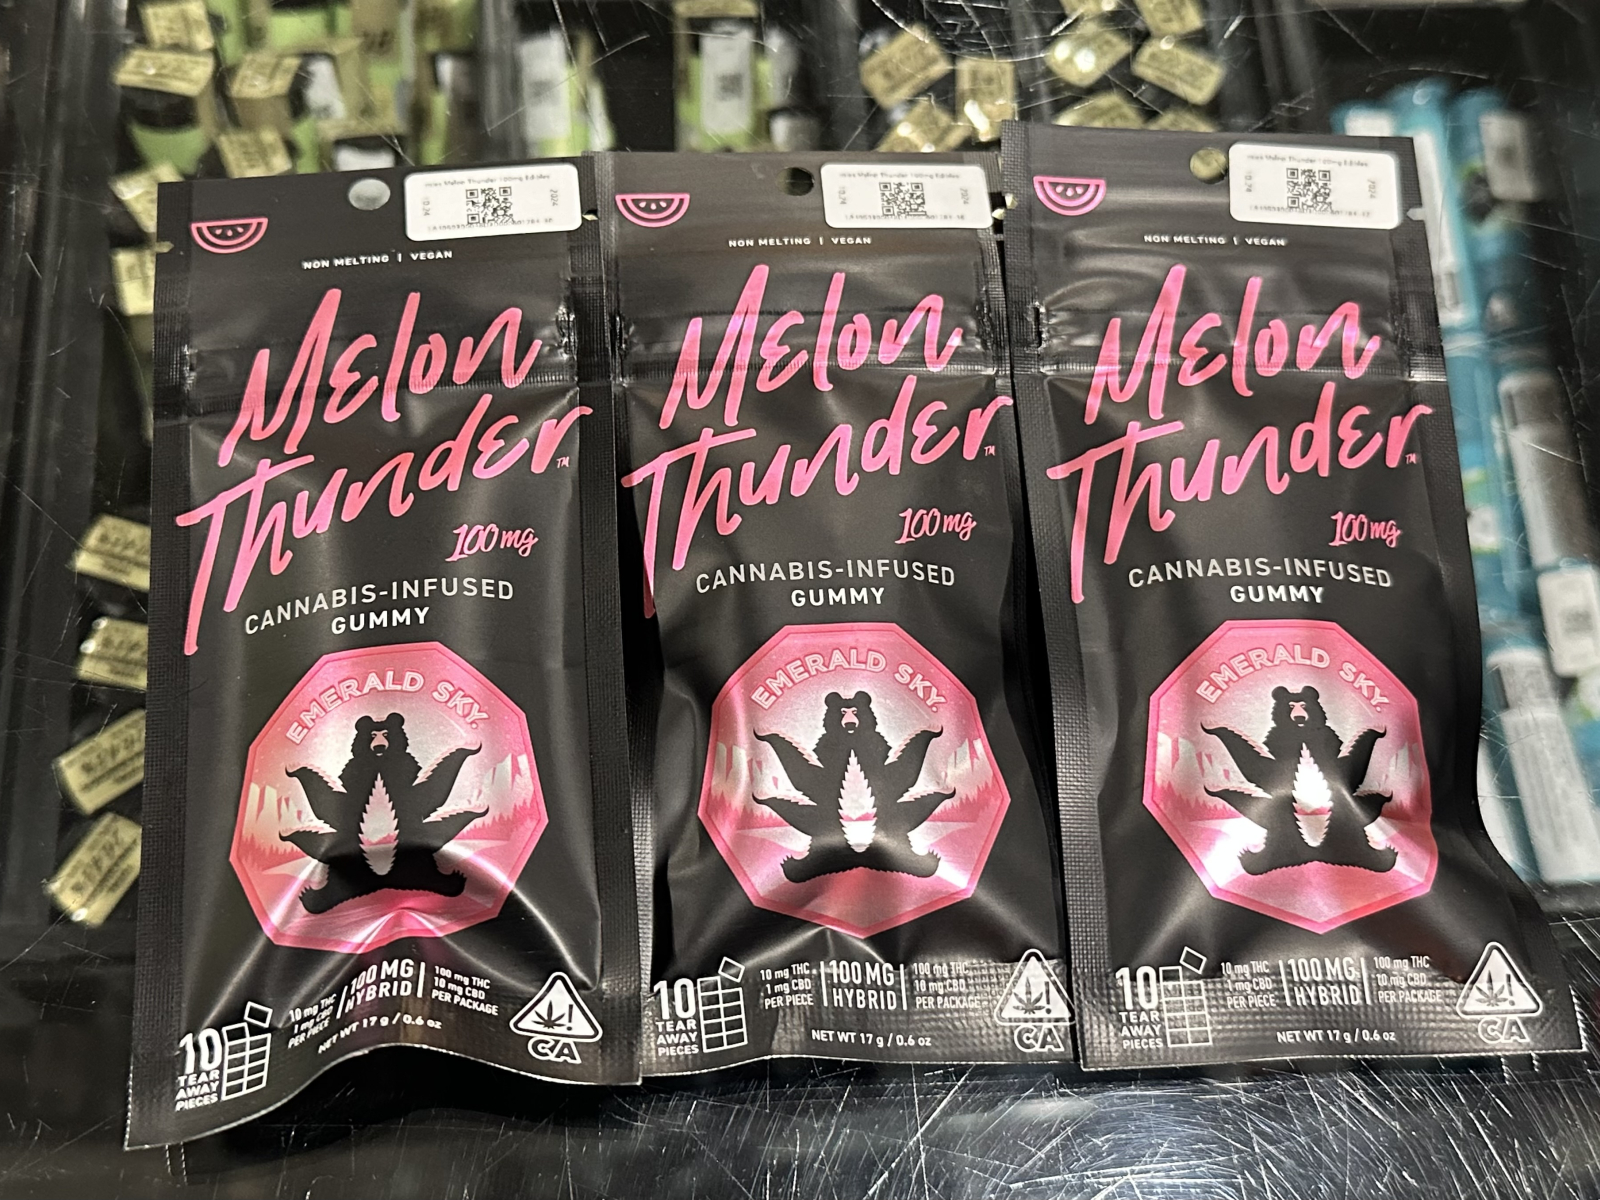 NON MELTING | VEGAN
Melon
Thunder™
100mg
CANNABIS-INFUSED
GUMMY
EMERALD SKY.
10
TEAR
AWAY
PIECES
10 mg THC
1 mg CBD
PER PIECE
100 MG
HYBRID
100 mg THC
10 mg CBD
PER PACKAGE
NET WT 17 g / 0.6 oz
!
CA
NON MELTING | VEGAN
Melon
Thunder™
100mg
CANNABIS-INFUSED
GUMMY
EMERALD SKY.
10
TEAR
AWAY
PIECES
10 mg THC
1 mg CBD
PER PIECE
100 MG
HYBRID
100 mg THC
10 mg CBD
PER PACKAGE
NET WT 17 g / 0.6 oz
!
CA
Melon Thunder 100mg Edibles
NON MELTING | VEGAN
Melon
Thunder™
100mg
CANNABIS-INFUSED
GUMMY
EMERALD SKY.
10
TEAR
AWAY
PIECES
10 mg THC
1 mg CBD
PER PIECE
100 MG
HYBRID
100 mg THC
10 mg CBD
PER PACKAGE
NET WT 17 g / 0.6 oz
!
CA